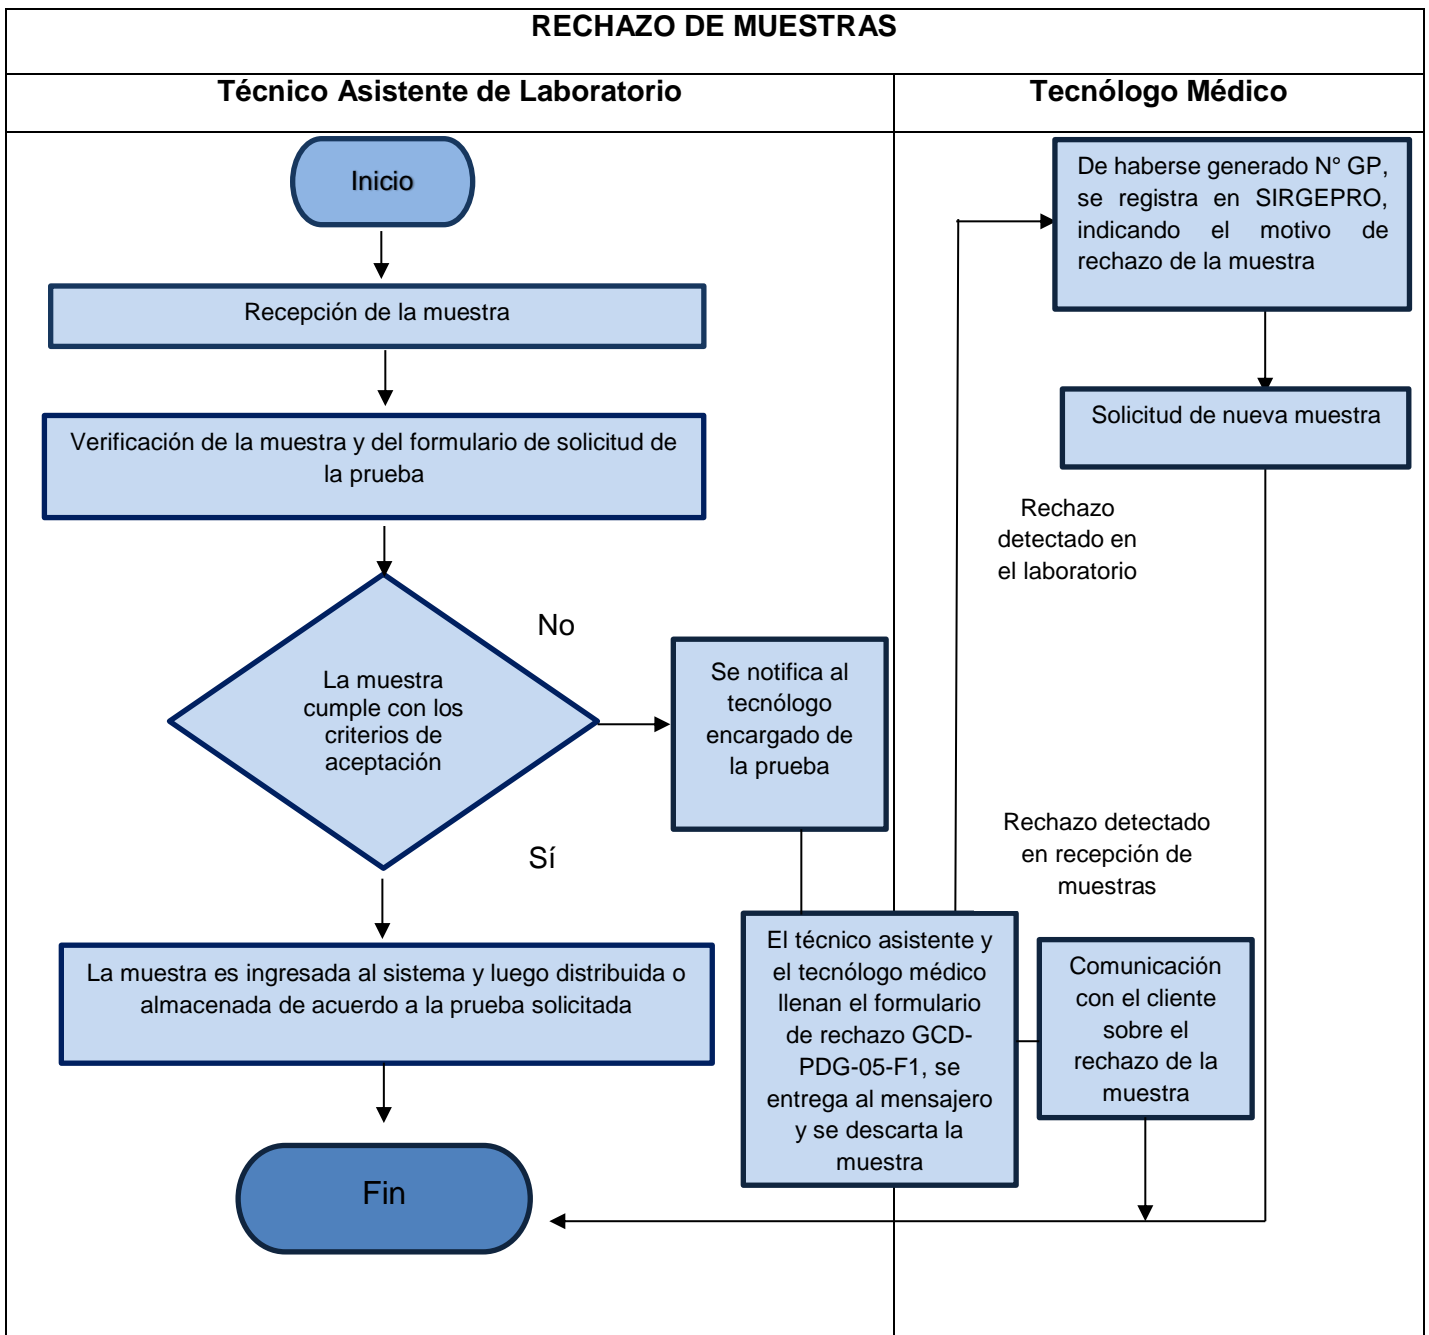 RECHAZO DE MUESTRAS
Técnico Asistente de Laboratorio
Tecnólogo Médico
Inicio
Recepción de la muestra
Verificación de la muestra y del formulario de solicitud de
la prueba
La muestra
cumple con los
criterios de
aceptación
No
Sí
Se notifica al
tecnólogo
encargado de
la prueba
La muestra es ingresada al sistema y luego distribuida o
almacenada de acuerdo a la prueba solicitada
Fin
El técnico asistente y
el tecnólogo médico
llenan el formulario
de rechazo GCD-
PDG-05-F1, se
entrega al mensajero
y se descarta la
muestra
De haberse generado N° GP,
se registra en SIRGEPRO,
indicando el motivo de
rechazo de la muestra
Solicitud de nueva muestra
Rechazo
detectado en
el laboratorio
Rechazo detectado
en recepción de
muestras
Comunicación
con el cliente
sobre el
rechazo de la
muestra